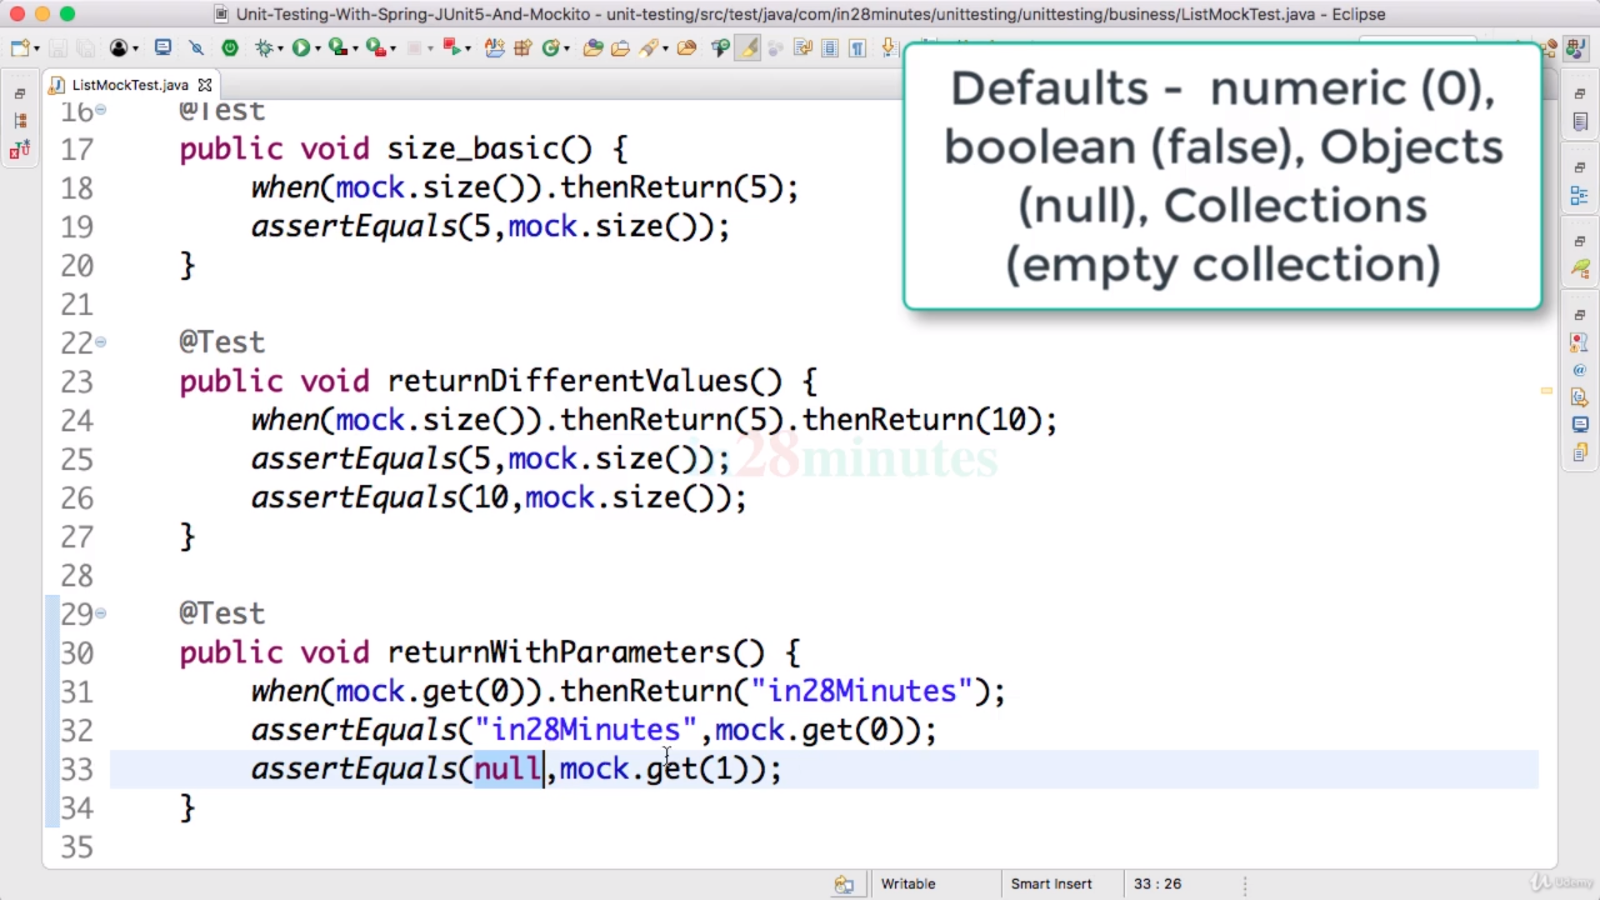 Unit-Testing-With-Spring-JUnit5-And-Mockito - unit-testing/src/test/java/com/in28minutes/unittesting/unittesting/business/ListMockTest.java - Eclipse
ListMockTest.java
Defaults - numeric (0),
boolean (false), Objects
(null), Collections
(empty collection)
16 @Test
17 public void size_basic() {
18 when(mock.size()).thenReturn(5);
19 assertEquals(5,mock.size());
20 }
21
22 @Test
23 public void returnDifferentValues() {
24 when(mock.size()).thenReturn(5).thenReturn(10);
25 assertEquals(5,mock.size());
in28minutes
26 assertEquals(10,mock.size());
27 }
28
29 @Test
30 public void returnWithParameters() {
31 when(mock.get(0)).thenReturn("in28Minutes");
32 assertEquals("in28Minutes",mock.get(0));
33 assertEquals(null,mock.get(1));
34 }
35
Writable Smart Insert 33 : 26
Udemy